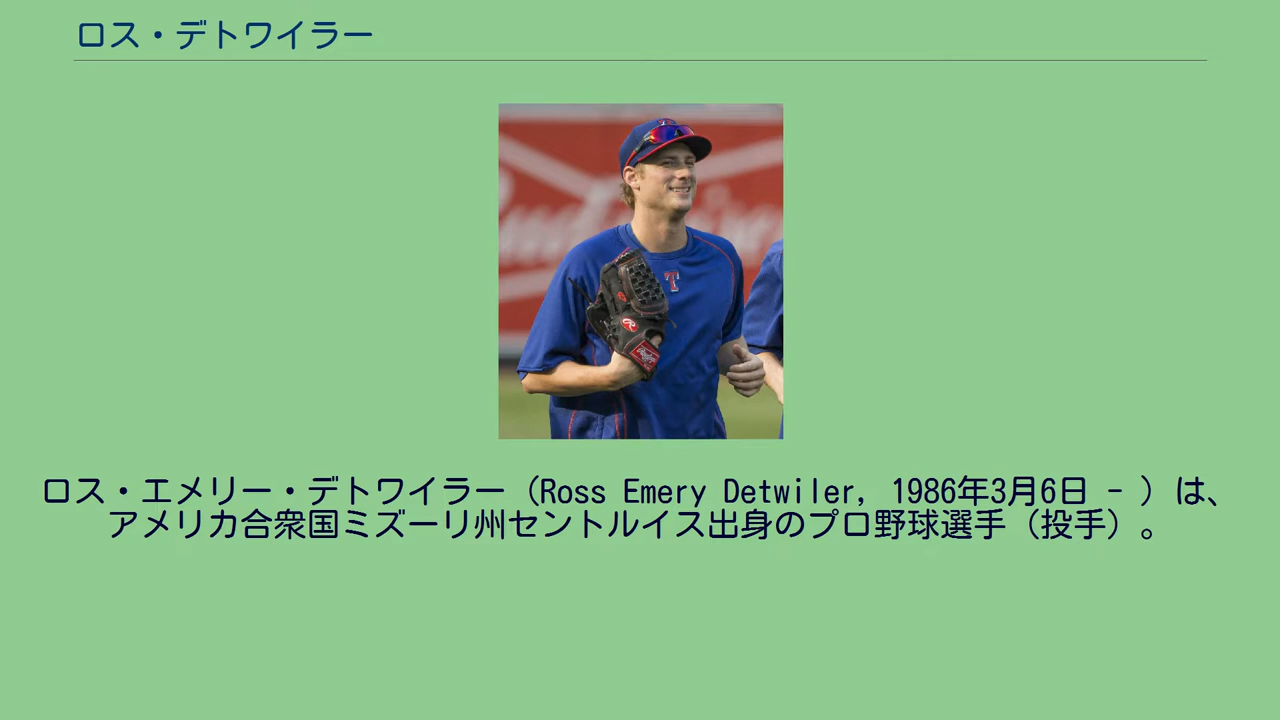 ロス・デトワイラー
T
ロス・エメリー・デトワイラー（Ross Emery Detwiler, 1986年3月6日 - ）は、
アメリカ合衆国ミズーリ州セントルイス出身のプロ野球選手（投手）。